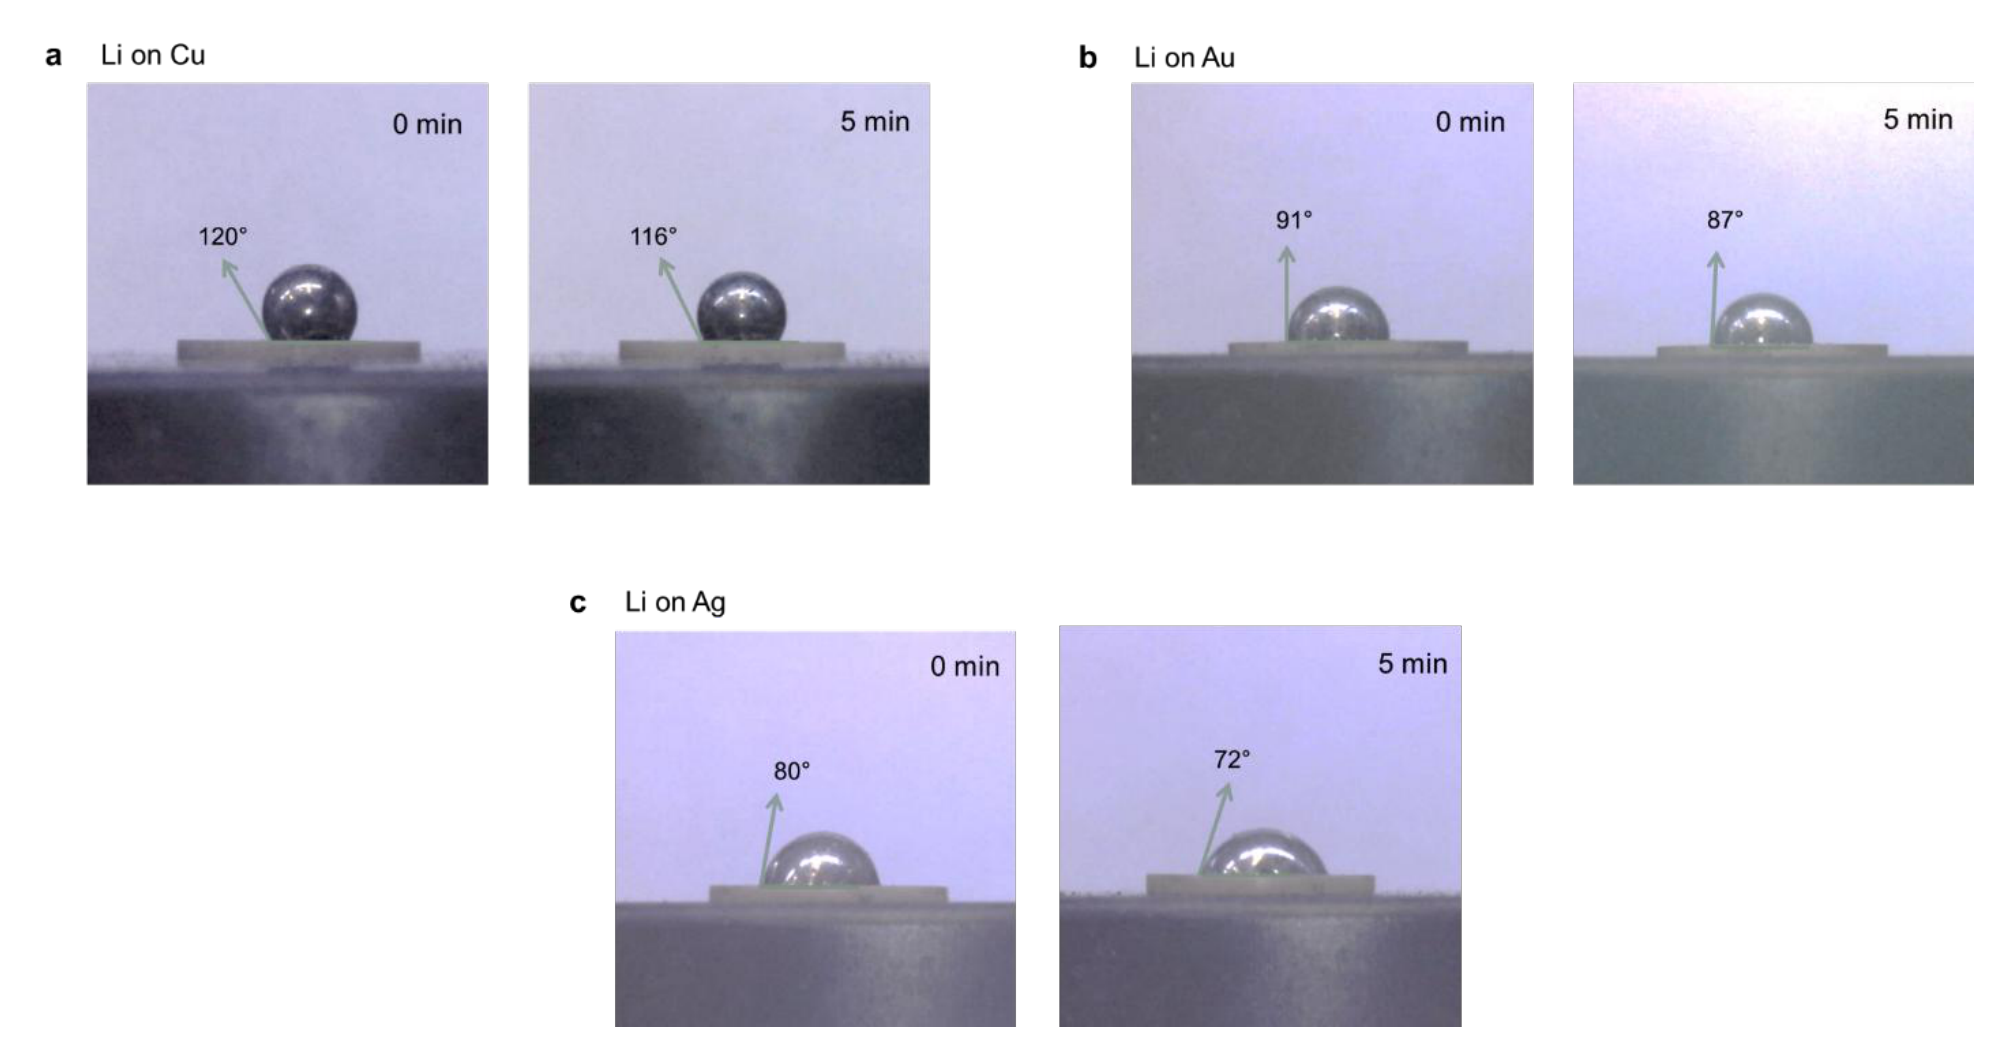 a Li on Cu
0 min
120°
5 min
116°
b Li on Au
0 min
91°
5 min
87°
c Li on Ag
0 min
80°
5 min
72°